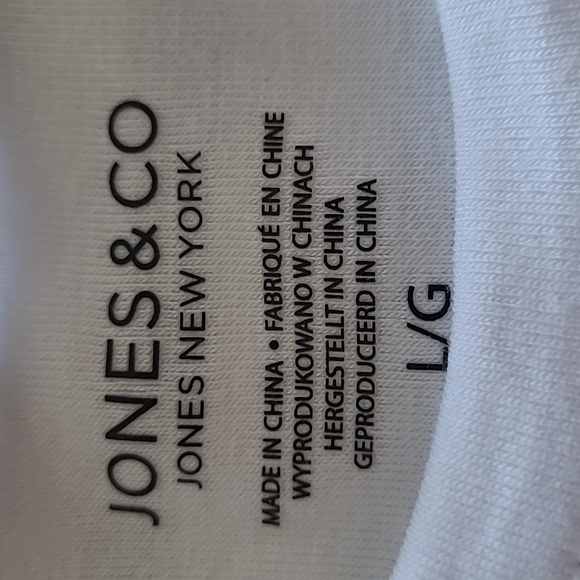 JONES & CO
JONES NEW YORK
MADE IN CHINA • FABRIQUÉ EN CHINE
WYPRODUKOWANO W CHINACH
HERGESTELLT IN CHINA
GEPRODUCEERD IN CHINA
L/G